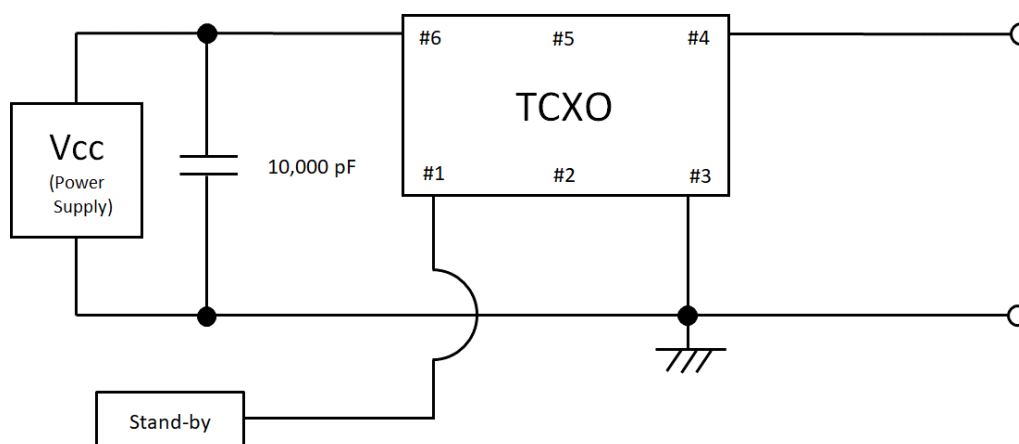 #6
#5
#4
TCXO
Vcc
(Power
Supply)
10,000 pF
#1
#2
#3
Stand-by